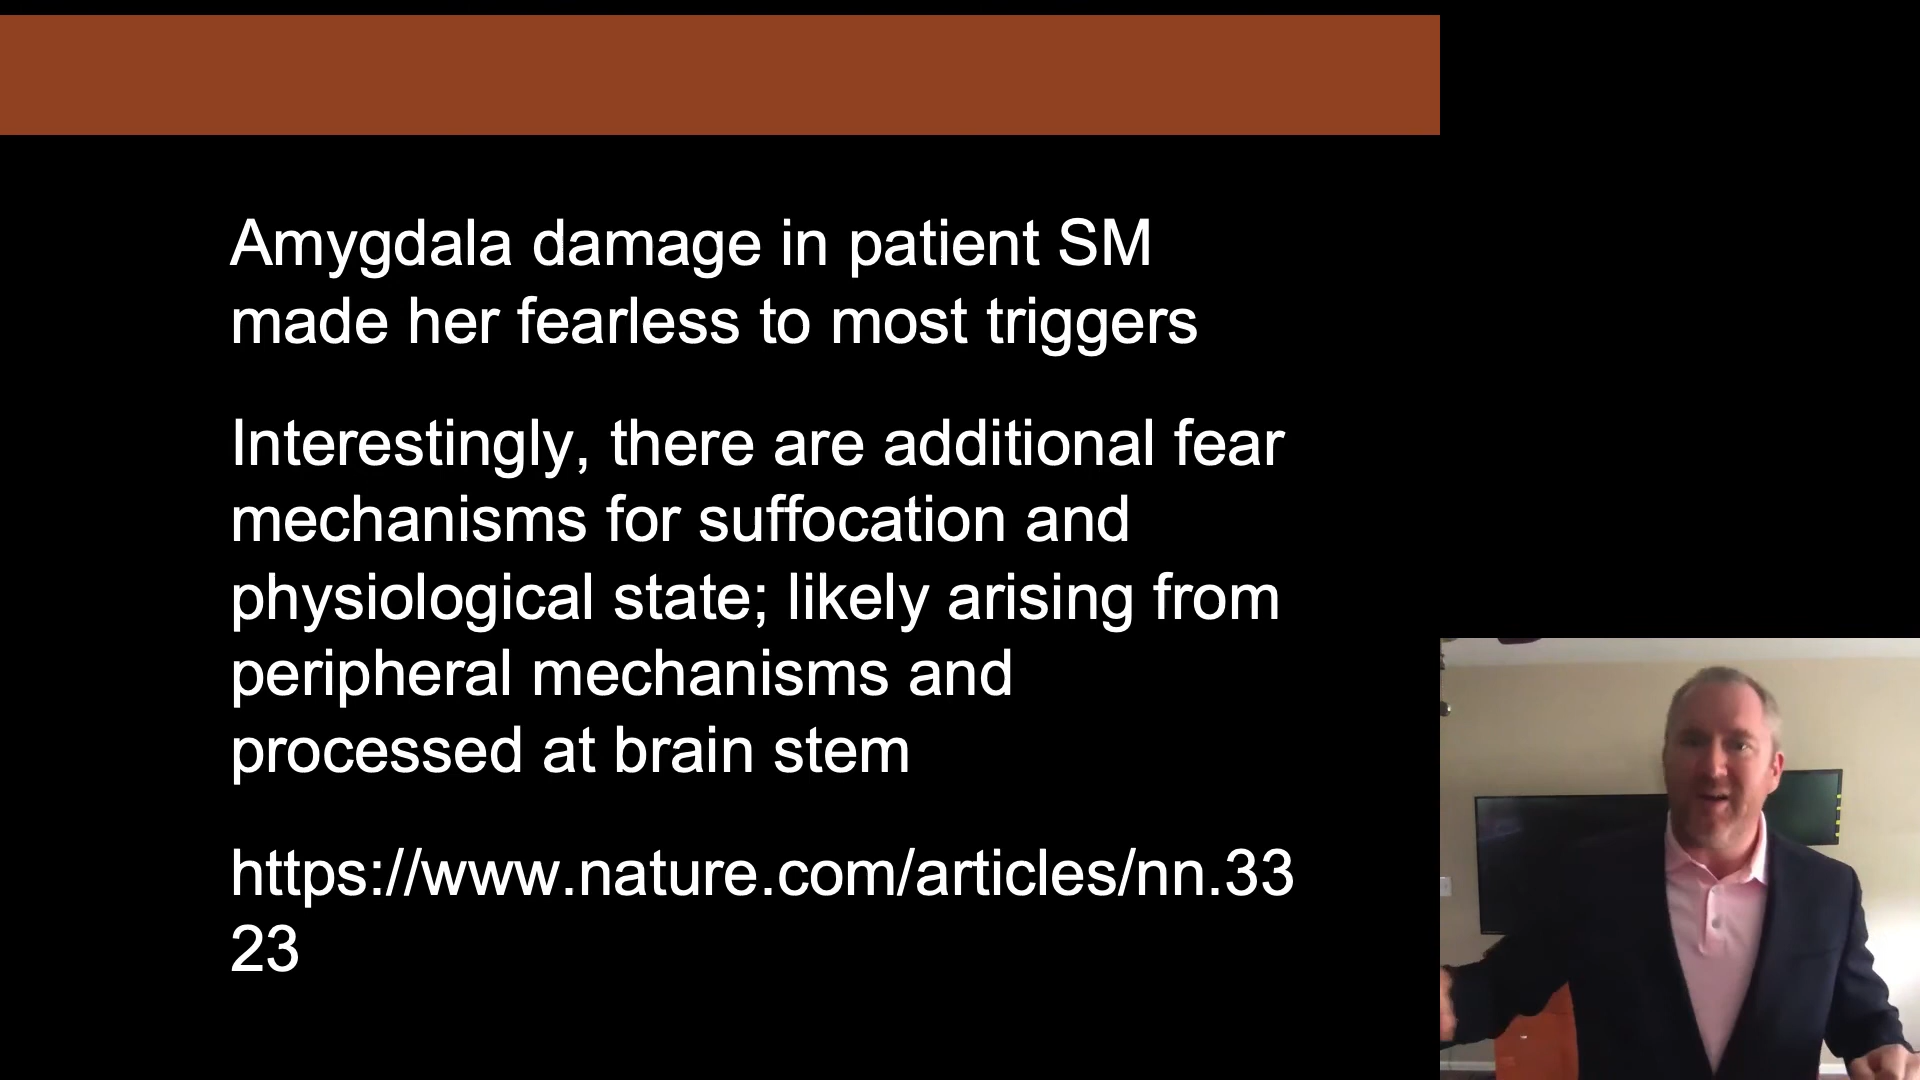 Amygdala damage in patient SM
made her fearless to most triggers
Interestingly, there are additional fear
mechanisms for suffocation and
physiological state; likely arising from
peripheral mechanisms and
processed at brain stem
https://www.nature.com/articles/nn.33
23